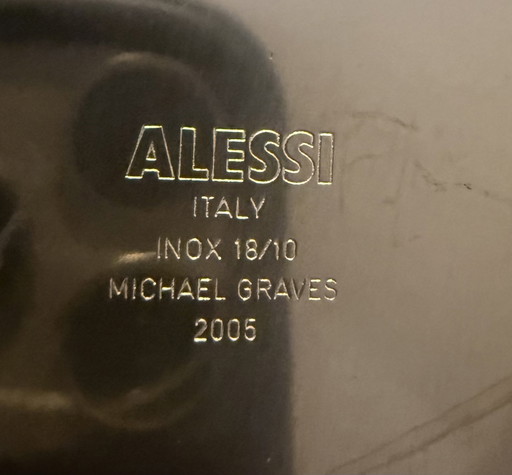 ALESSI
ITALY
INOX 18/10
MICHAEL GRAVES
2005